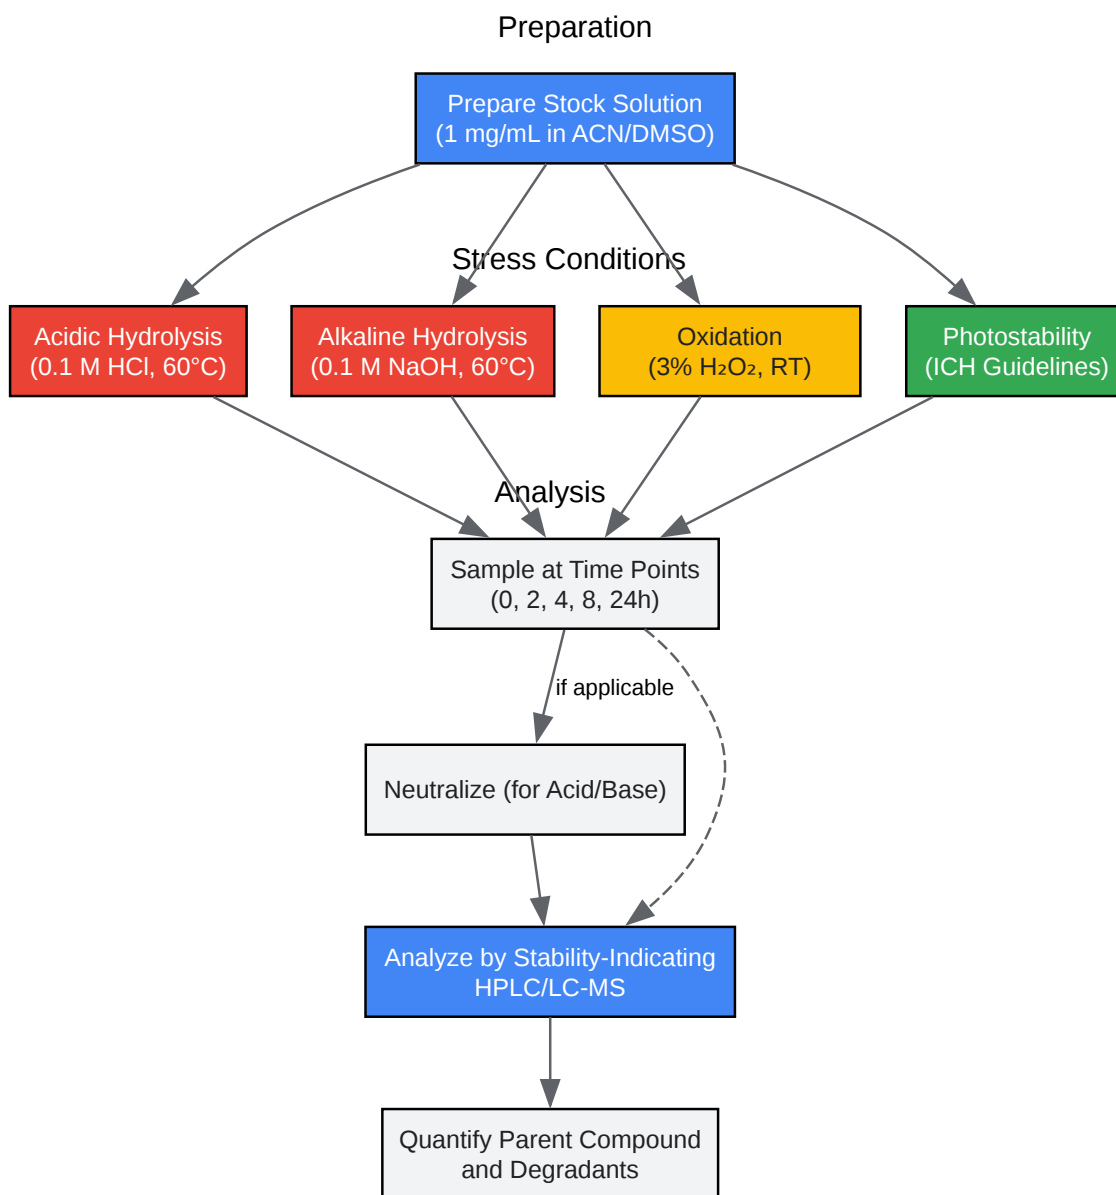 Preparation
Prepare Stock Solution
(1 mg/mL in ACN/DMSO)
Stress Conditions
Acidic Hydrolysis
(0.1 M HCl, 60°C)
Alkaline Hydrolysis
(0.1 M NaOH, 60°C)
Oxidation
(3% H₂O₂, RT)
Photostability
(ICH Guidelines)
Analysis
Sample at Time Points
(0, 2, 4, 8, 24h)
if applicable
Neutralize (for Acid/Base)
Analyze by Stability-Indicating
HPLC/LC-MS
Quantify Parent Compound
and Degradants